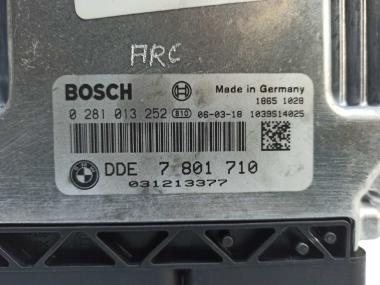 ARC
BOSCH Made in Germany
1865 1028
0 281 013 252 810 06-03-18 1039S14025
DDE 7 801 710
031213377